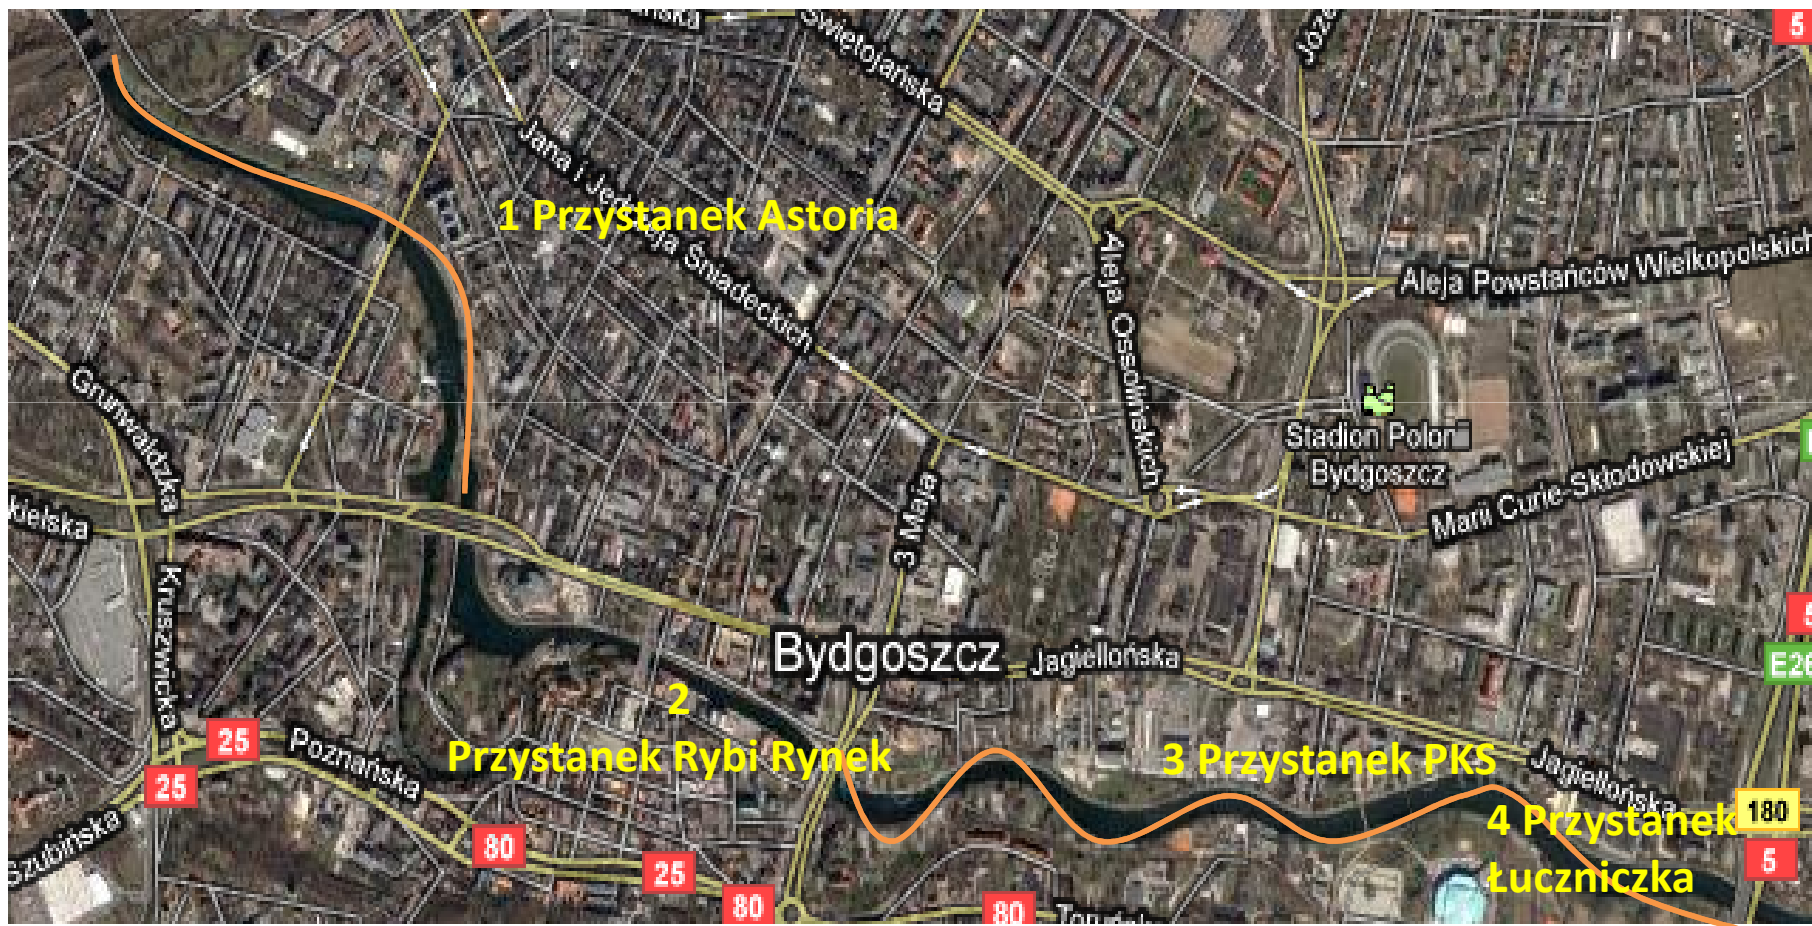 5
Świętojańska
Jana i Jędrzeja Śniadeckich
1 Przystanek Astoria
Aleja Ossolińskich
Aleja Powstańców Wielkopolskich
Grunwaldzka
Stadion Poloni
Bydgoszcz
Marii Curie-Skłodowskiej
kielska
3 Maja
Kruszwicka
Bydgoszcz
Jagiellońska
E26
2
Przystanek Rybi Rynek
25
Poznańska
25
3 Przystanek PKS
Jagiellońska
4 Przystanek
Łuczniczka
180
5
Szubińska
80
25
80
80